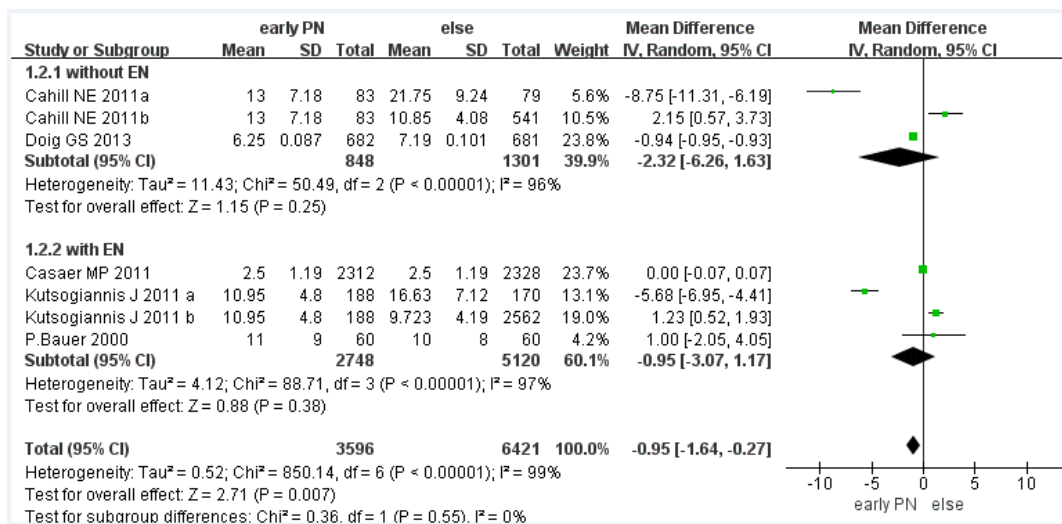 early PN else Mean Difference Mean Difference
Study or Subgroup Mean SD Total Mean SD Total Weight IV, Random, 95% CI IV, Random, 95% CI
1.2.1 without EN
Cahill NE 2011a 13 7.18 83 21.75 9.24 79 5.6% -8.75 [-11.31, -6.19]
Cahill NE 2011b 13 7.18 83 10.85 4.08 541 10.5% 2.15 [0.57, 3.73]
Doig GS 2013 6.25 0.087 682 7.19 0.101 681 23.8% -0.94 [-0.95, -0.93]
Subtotal (95% CI) 848 1301 39.9% -2.32 [-6.26, 1.63]
Heterogeneity: Tau² = 11.43; Chi² = 50.49, df = 2 (P < 0.00001); I² = 96%
Test for overall effect: Z = 1.15 (P = 0.25)
1.2.2 with EN
Casaer MP 2011 2.5 1.19 2312 2.5 1.19 2328 23.7% 0.00 [-0.07, 0.07]
Kutsogiannis J 2011 a 10.95 4.8 188 16.63 7.12 170 13.1% -5.68 [-6.95, -4.41]
Kutsogiannis J 2011 b 10.95 4.8 188 9.723 4.19 2562 19.0% 1.23 [0.52, 1.93]
P.Bauer 2000 11 9 60 10 8 60 4.2% 1.00 [-2.05, 4.05]
Subtotal (95% CI) 2748 5120 60.1% -0.95 [-3.07, 1.17]
Heterogeneity: Tau² = 4.12; Chi² = 88.71, df = 3 (P < 0.00001); I² = 97%
Test for overall effect: Z = 0.88 (P = 0.38)
Total (95% CI) 3596 6421 100.0% -0.95 [-1.64, -0.27]
Heterogeneity: Tau² = 0.52; Chi² = 850.14, df = 6 (P < 0.00001); I² = 99%
Test for overall effect: Z = 2.71 (P = 0.007)
Test for subgroup differences: Chi² = 0.36, df = 1 (P = 0.55), I² = 0%
-10 -5 0 5 10
early PN else